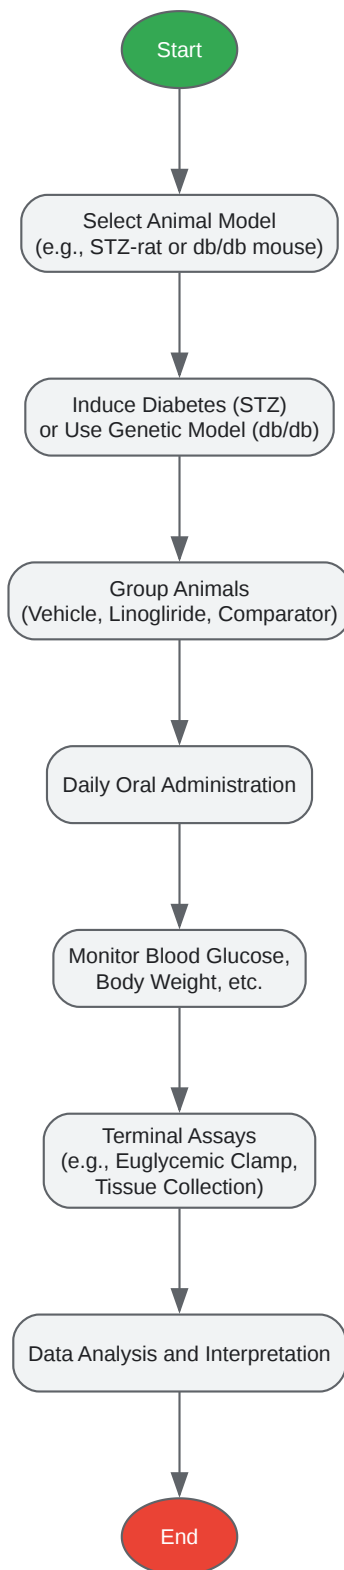 Start
Select Animal Model
(e.g., STZ-rat or db/db mouse)
Induce Diabetes (STZ)
or Use Genetic Model (db/db)
Group Animals
(Vehicle, Linogliride, Comparator)
Daily Oral Administration
Monitor Blood Glucose,
Body Weight, etc.
Terminal Assays
(e.g., Euglycemic Clamp,
Tissue Collection)
Data Analysis and Interpretation
End